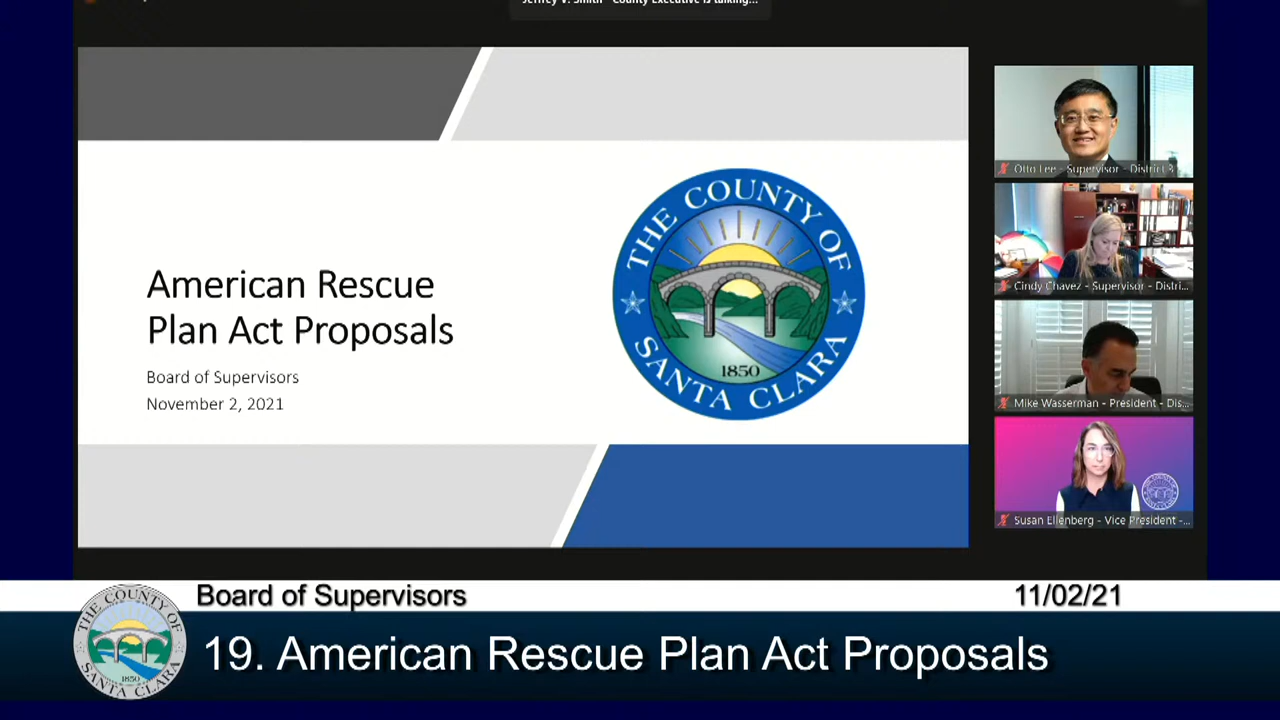 Jeffrey V. Smith - County Executive is talking...
American Rescue
Plan Act Proposals
Board of Supervisors
November 2, 2021
THE COUNTY OF
SANTA CLARA
1850
Otto Lee - Supervisor - District 3
Cindy Chavez - Supervisor - Distri...
Mike Wasserman - President - Dis...
Susan Ellenberg - Vice President -...
Board of Supervisors
11/02/21
THE COUNTY OF
SANTA CLARA
1850
19. American Rescue Plan Act Proposals